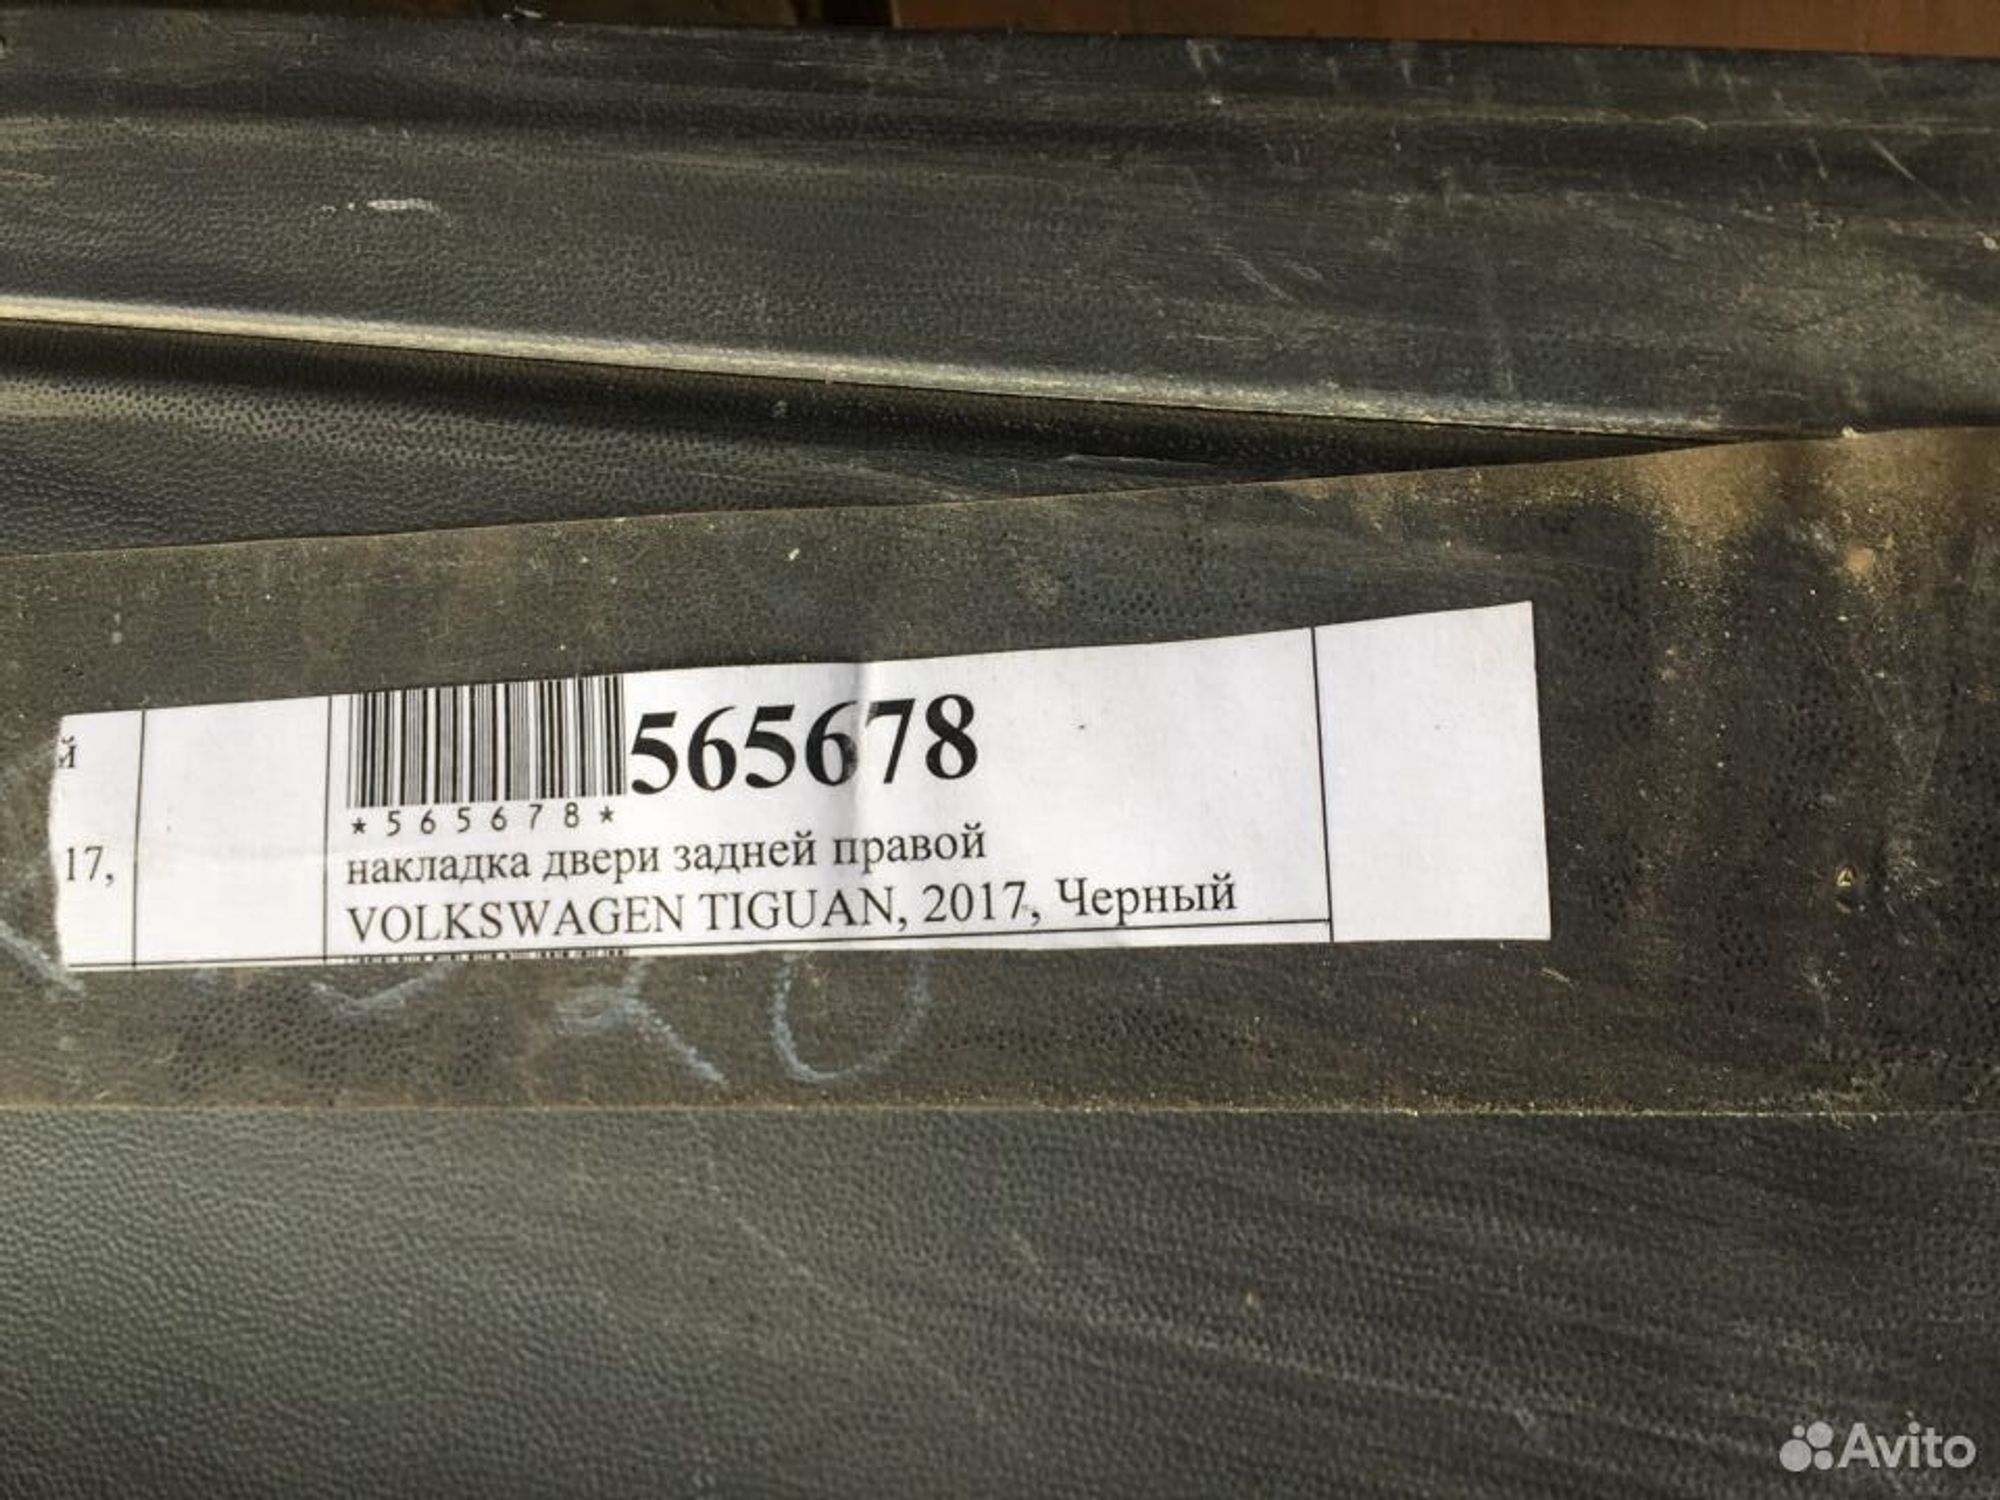 й
17,
565678
*565678*
накладка двери задней правой
VOLKSWAGEN TIGUAN, 2017, Черный
Avito